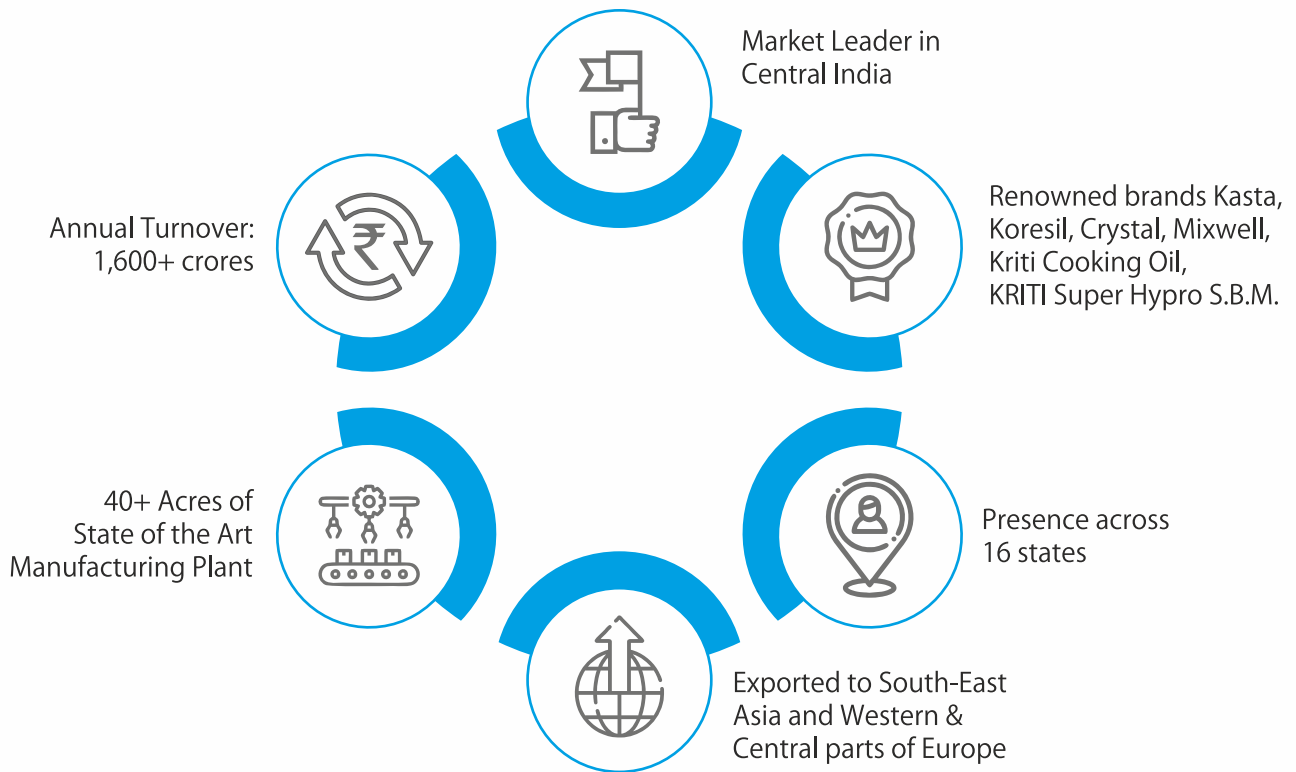 Market Leader in
Central India
Renowned brands Kasta,
Koresil, Crystal, Mixwell,
Kriti Cooking Oil,
KRITI Super Hypro S.B.M.
Presence across
16 states
Exported to South-East
Asia and Western &
Central parts of Europe
40+ Acres of
State of the Art
Manufacturing Plant
Annual Turnover:
1,600+ crores
₹